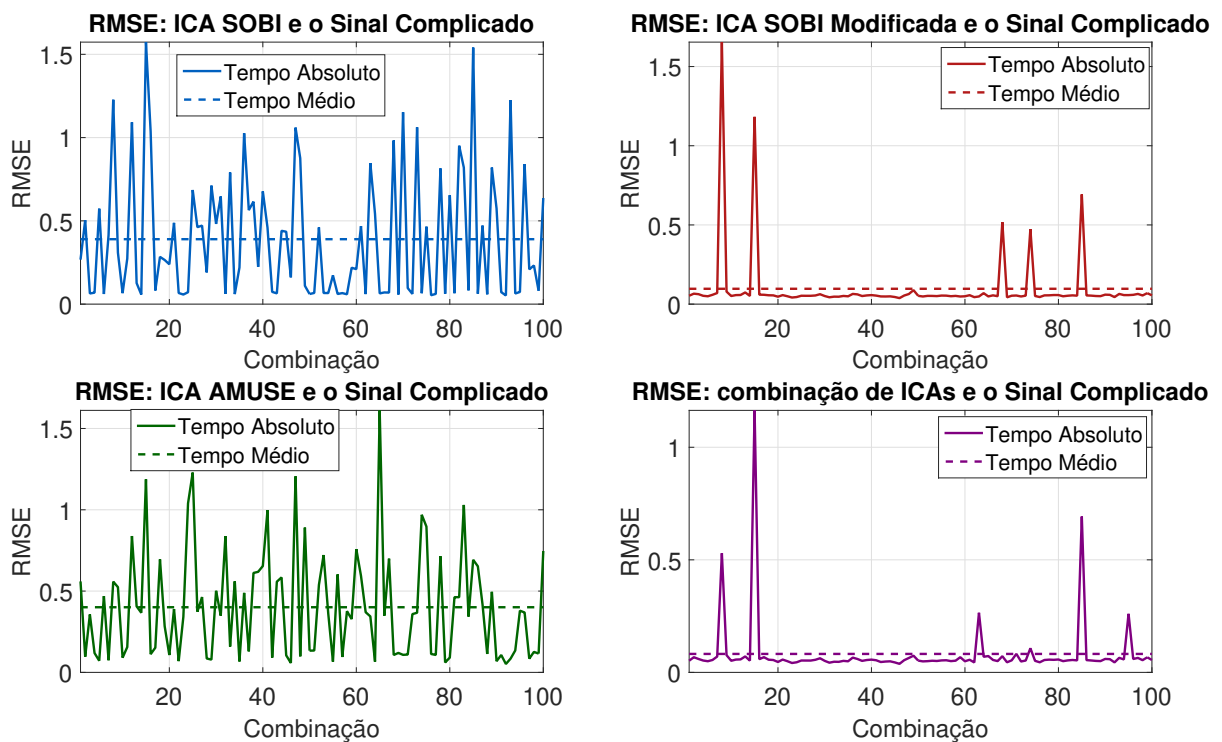 RMSE: ICA SOBI e o Sinal Complicado
1.5
1
0.5
0
RMSE
Tempo Absoluto
Tempo Médio
20 40 60 80 100
Combinação
RMSE: ICA SOBI Modificada e o Sinal Complicado
1.5
1
0.5
0
RMSE
Tempo Absoluto
Tempo Médio
20 40 60 80 100
Combinação
RMSE: ICA AMUSE e o Sinal Complicado
1.5
1
0.5
0
RMSE
Tempo Absoluto
Tempo Médio
20 40 60 80 100
Combinação
RMSE: combinação de ICAs e o Sinal Complicado
1
0.5
0
RMSE
Tempo Absoluto
Tempo Médio
20 40 60 80 100
Combinação